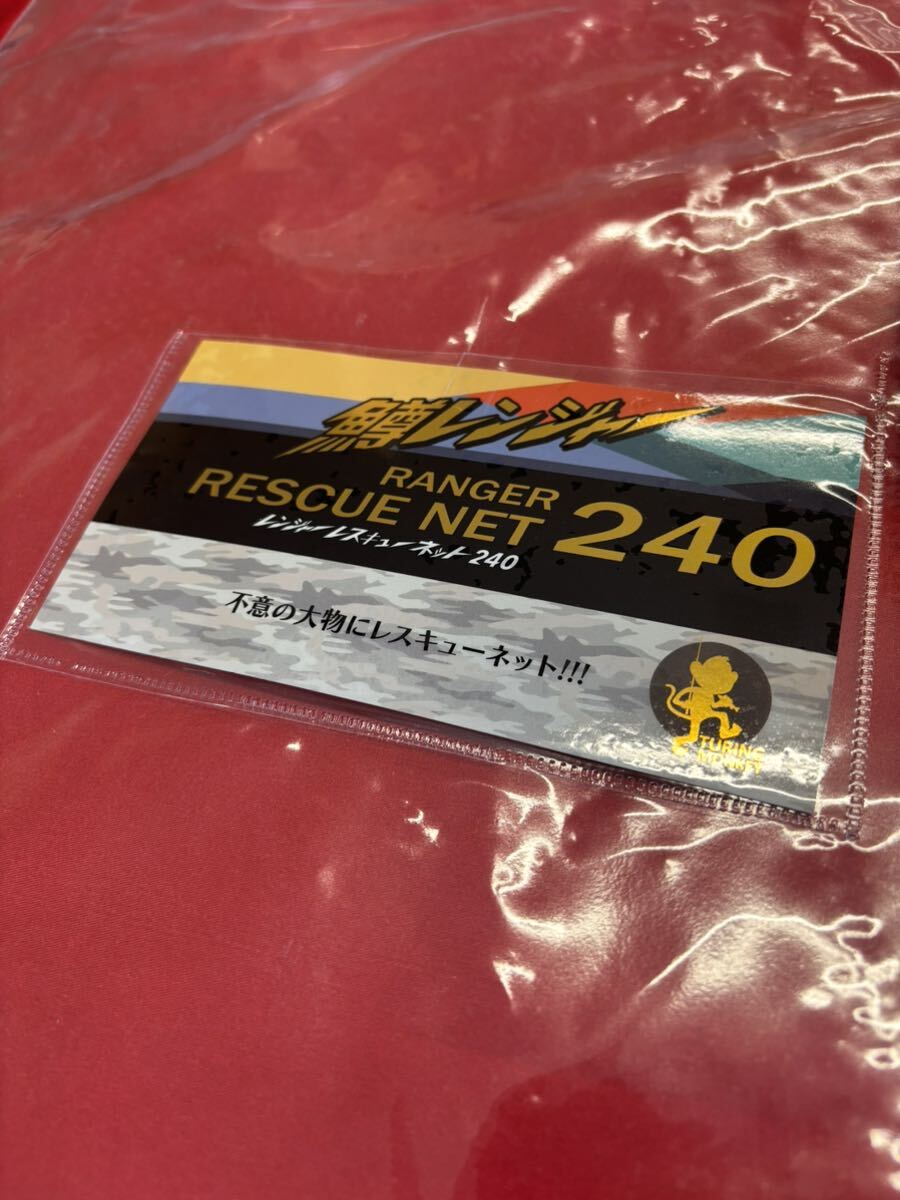 鱒レンジャー
RANGER
RESCUE NET 240
レンジャーレスキューネット240
不意の大物にレスキューネット!!!
TURING
MONKEY